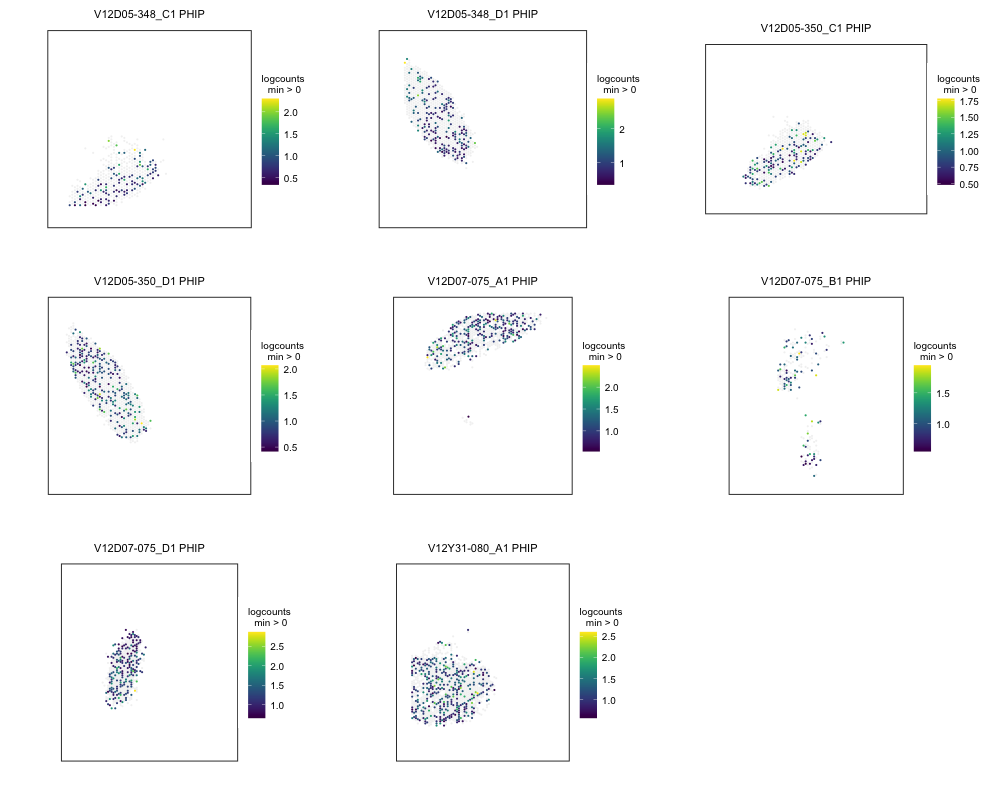 V12D05-348_C1 PHIP
logcounts
min > 0
2.0
1.5
1.0
0.5
V12D05-348_D1 PHIP
logcounts
min > 0
2
1
V12D05-350_C1 PHIP
logcounts
min > 0
1.75
1.50
1.25
1.00
0.75
0.50
V12D05-350_D1 PHIP
logcounts
min > 0
2.0
1.5
1.0
0.5
V12D07-075_A1 PHIP
logcounts
min > 0
2.0
1.5
1.0
V12D07-075_B1 PHIP
logcounts
min > 0
1.5
1.0
V12D07-075_D1 PHIP
logcounts
min > 0
2.5
2.0
1.5
1.0
V12Y31-080_A1 PHIP
logcounts
min > 0
2.5
2.0
1.5
1.0